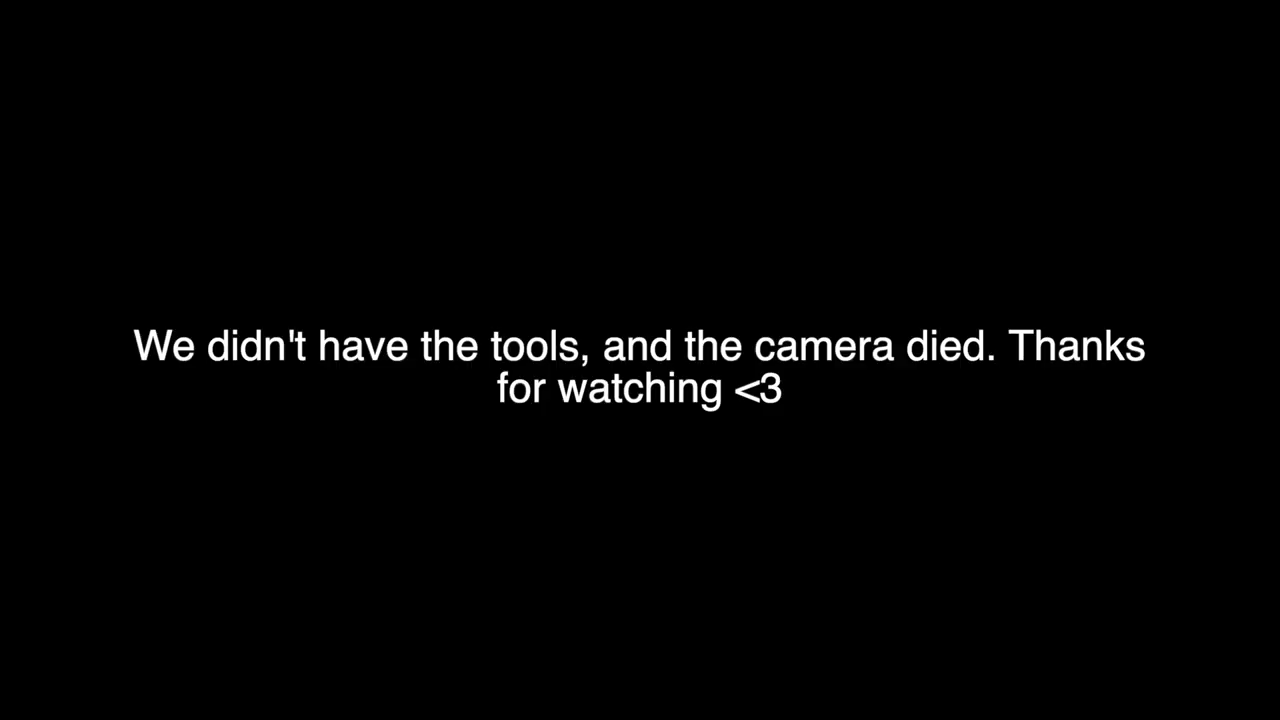 We didn't have the tools, and the camera died. Thanks
for watching <3